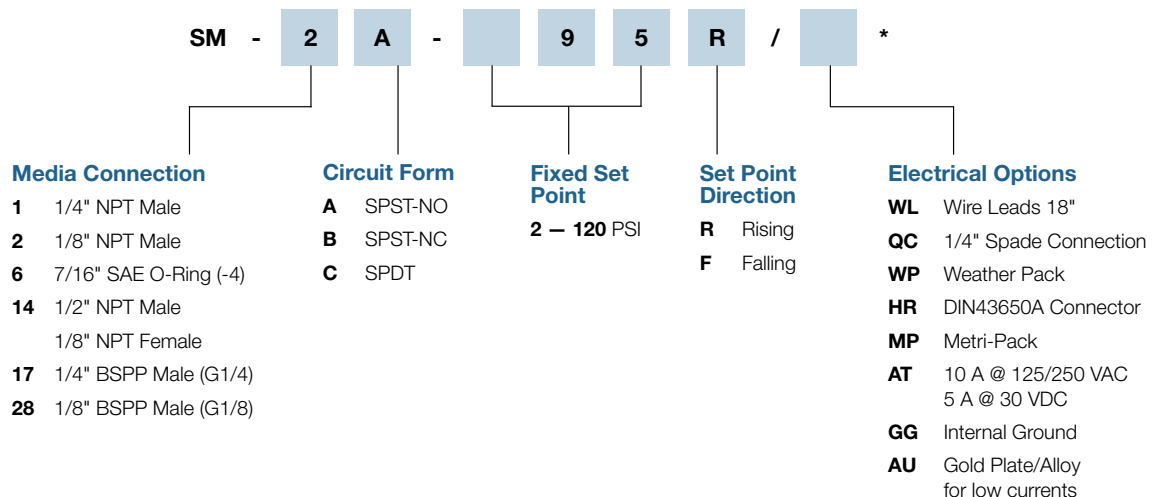 SM - 2 A - 9 5 R / *
Media Connection
1 1/4" NPT Male
2 1/8" NPT Male
6 7/16" SAE O-Ring (-4)
14 1/2" NPT Male
1/8" NPT Female
17 1/4" BSPP Male (G1/4)
28 1/8" BSPP Male (G1/8)
Circuit Form
A SPST-NO
B SPST-NC
C SPDT
Fixed Set
Point
2 — 120 PSI
Set Point
Direction
R Rising
F Falling
Electrical Options
WL Wire Leads 18"
QC 1/4" Spade Connection
WP Weather Pack
HR DIN43650A Connector
MP Metri-Pack
AT 10 A @ 125/250 VAC
5 A @ 30 VDC
GG Internal Ground
AU Gold Plate/Alloy
for low currents